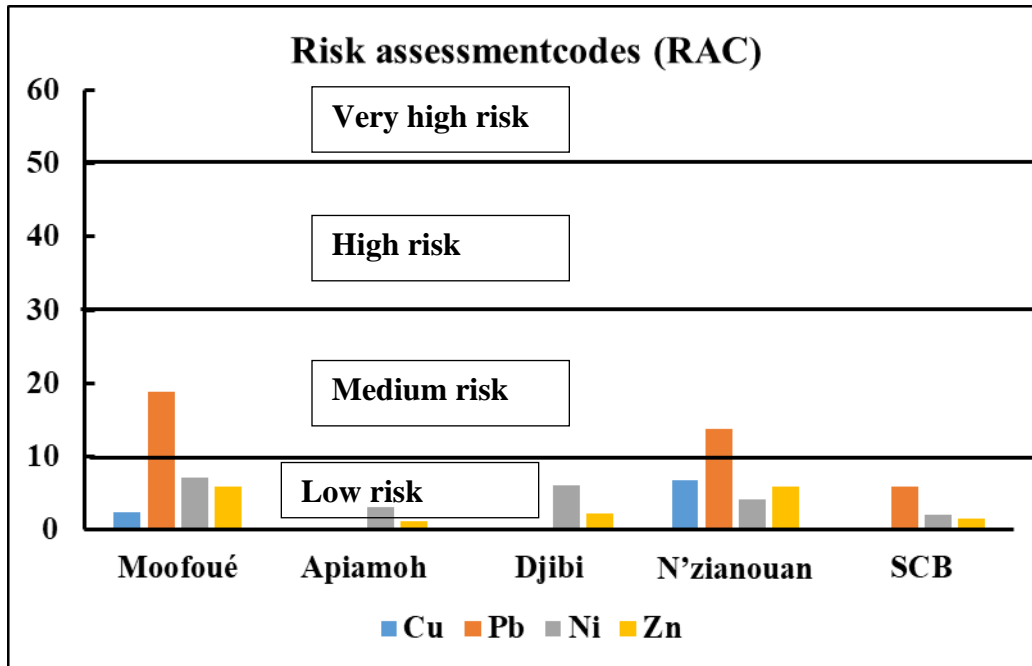 Risk assessmentcodes (RAC)
60
Very high risk
50
40
High risk
30
20
Medium risk
10
Low risk
0
Moofoué Apiamoh Djibi N’zianouan SCB
Cu Pb Ni Zn